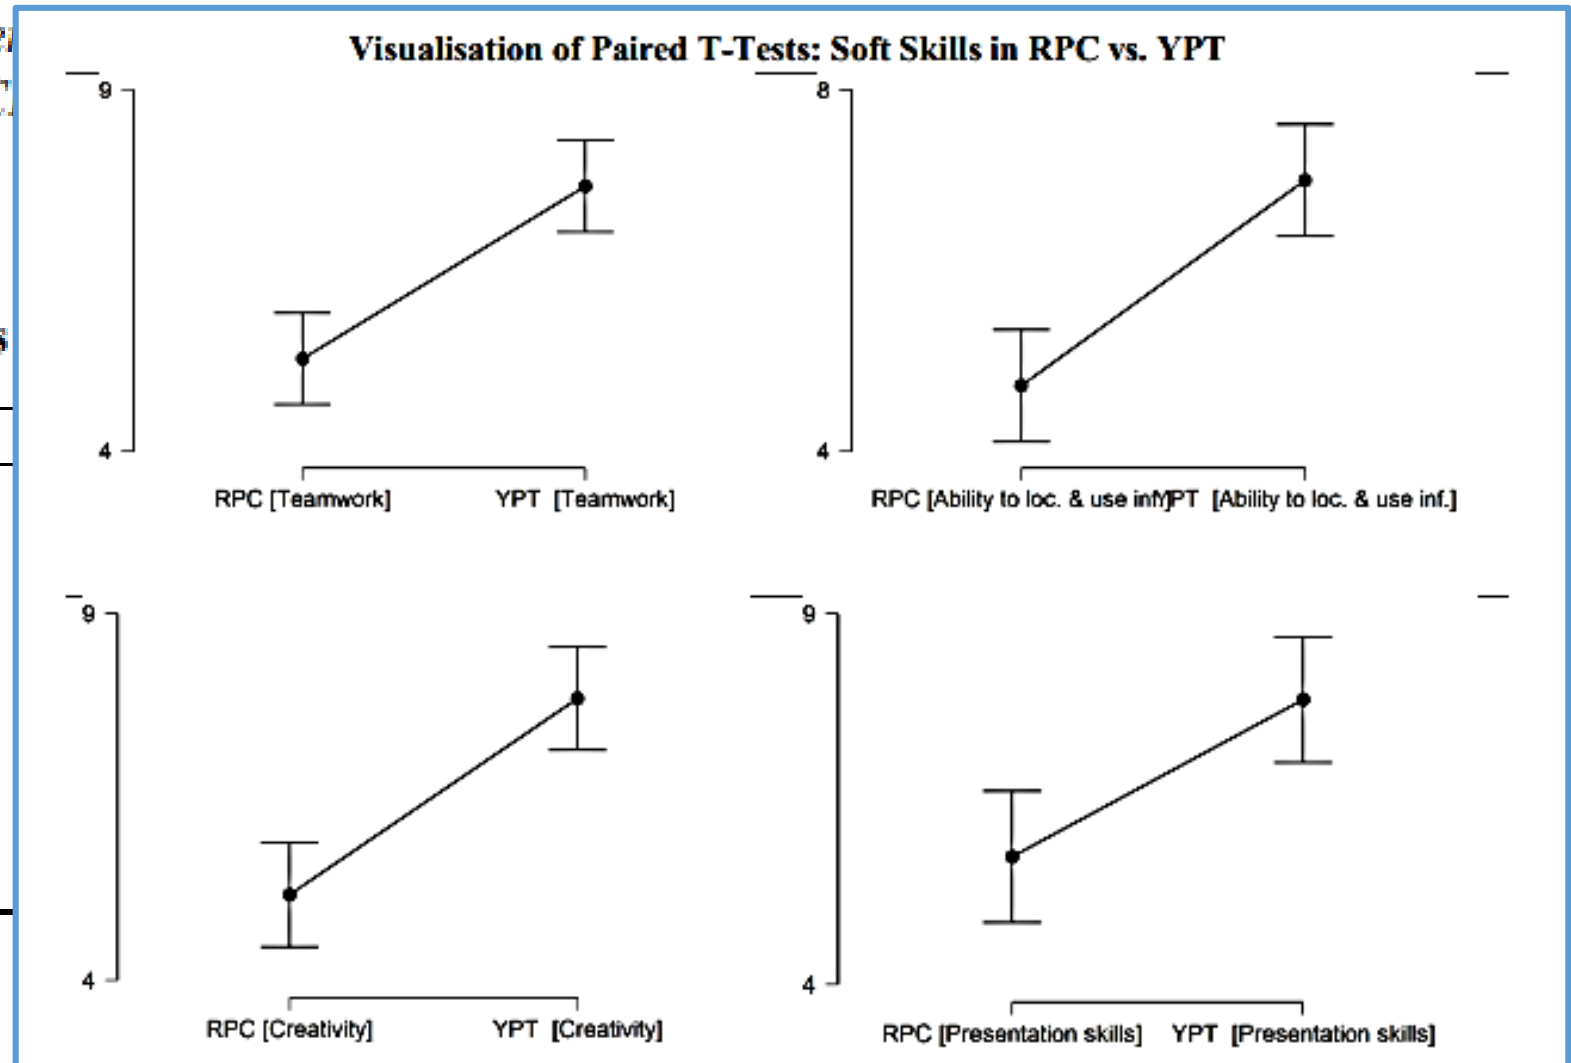 Visualisation of Paired T-Tests: Soft Skills in RPC vs. YPT
9
4
RPC [Teamwork] YPT [Teamwork]
8
4
RPC [Ability to loc. & use inf.] YPT [Ability to loc. & use inf.]
9
4
RPC [Creativity] YPT [Creativity]
9
4
RPC [Presentation skills] YPT [Presentation skills]